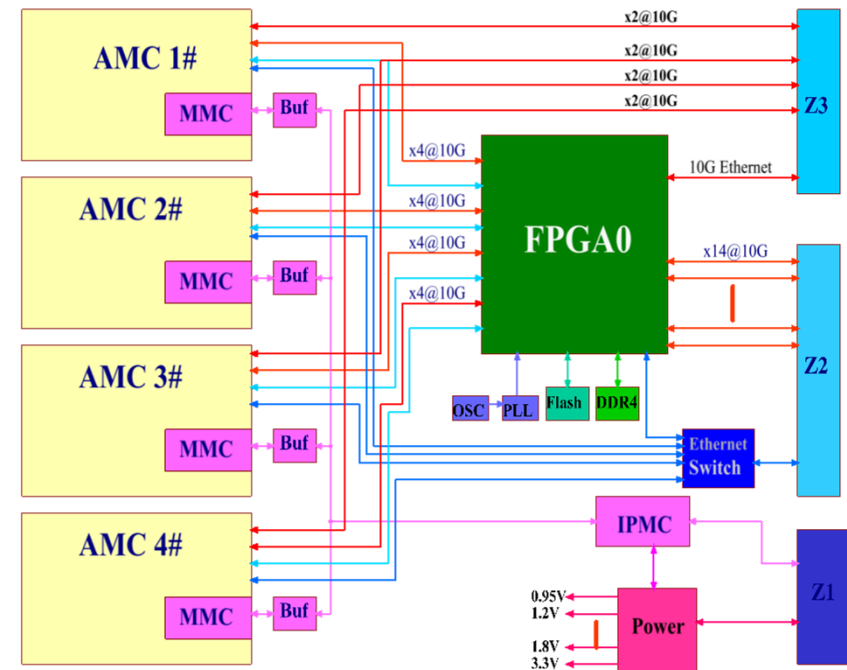 AMC 1#
MMC
Buf
x2@10G
x2@10G
x2@10G
x2@10G
Z3
x4@10G
10G Ethernet
AMC 2#
MMC
Buf
x4@10G
x4@10G
x4@10G
FPGA0
x14@10G
Z2
AMC 3#
MMC
Buf
OSC
PLL
Flash
DDR4
Ethernet
Switch
AMC 4#
MMC
Buf
IPMC
Z1
0.95V
1.2V
1.8V
3.3V
Power